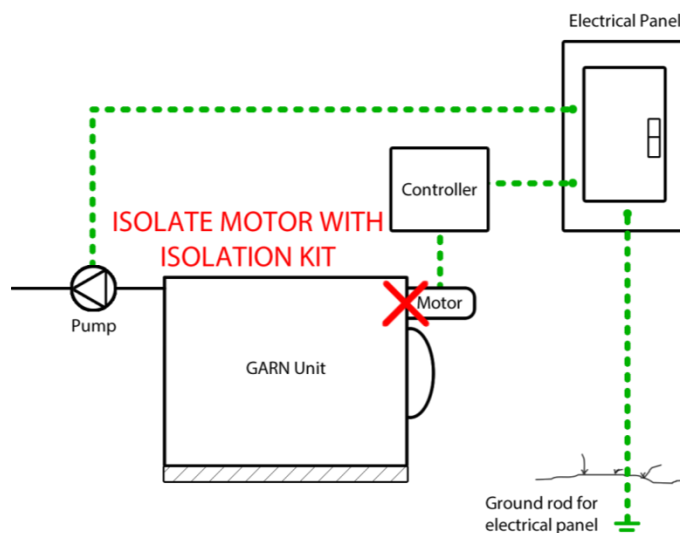 Electrical Panel
Controller
ISOLATE MOTOR WITH
ISOLATION KIT
Motor
Pump
GARN Unit
Ground rod for
electrical panel